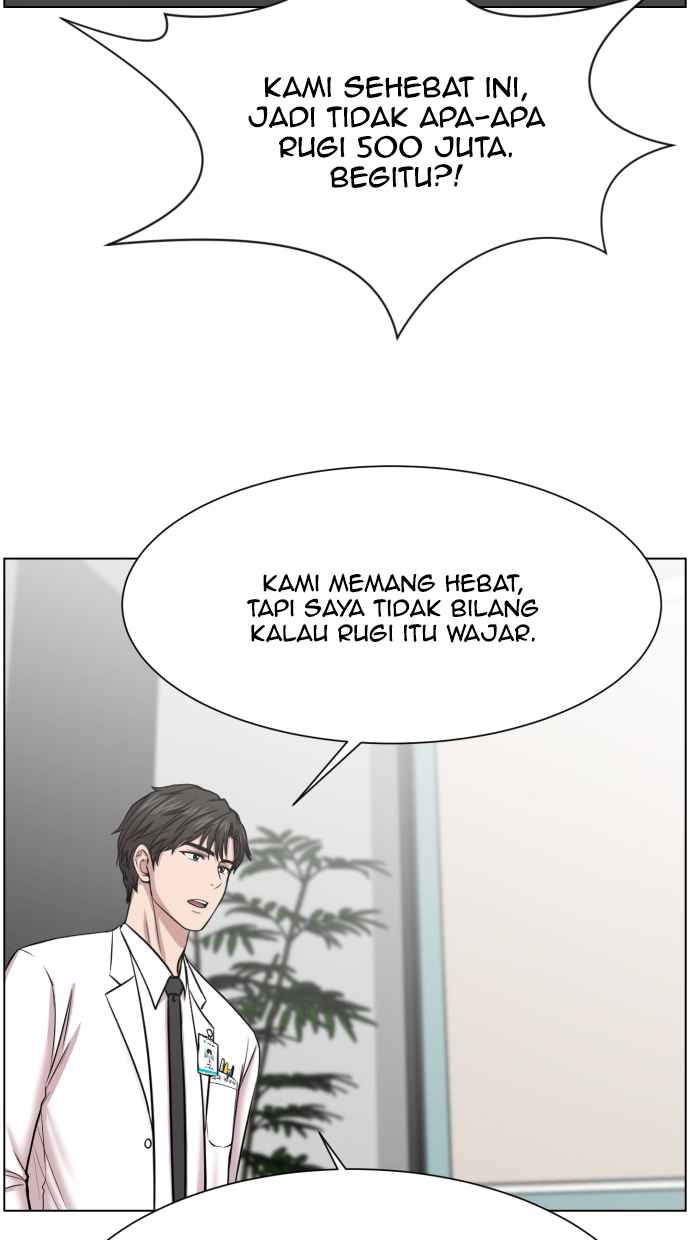 KAMI SEHEBAT INI,
JADI TIDAK APA-APA
RUGI 500 JUTA.
BEGITU?!
KAMI MEMANG HEBAT,
TAPI SAYA TIDAK BILANG
KALAU RUGI ITU WAJAR.